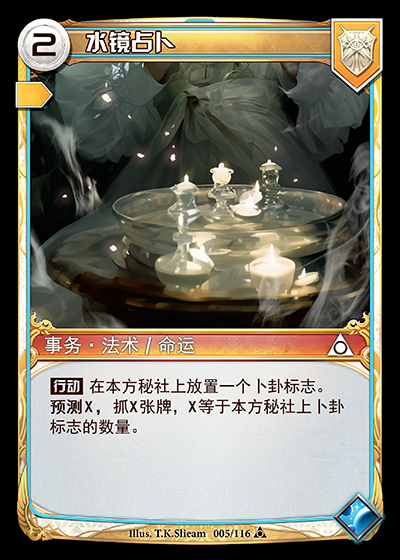 2
水镜占卜
事务·法术/命运
行动 在本方秘社上放置一个卜卦标志。
预测X，抓X张牌，X等于本方秘社上卜卦
标志的数量。
Illus. T.K.Slieam 005/116